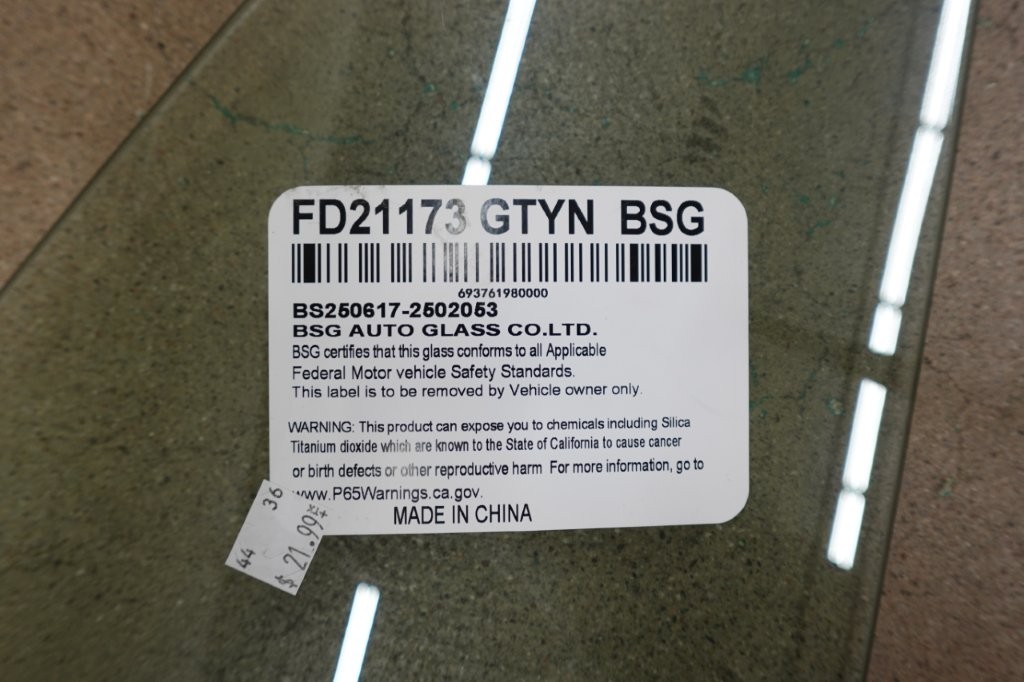 FD21173 GTYN BSG
693761980000
BS250617-2502053
BSG AUTO GLASS CO.LTD.
BSG certifies that this glass conforms to all Applicable
Federal Motor vehicle Safety Standards.
This label is to be removed by Vehicle owner only.
WARNING: This product can expose you to chemicals including Silica
Titanium dioxide which are known to the State of California to cause cancer
or birth defects or other reproductive harm For more information, go to
www.P65Warnings.ca.gov.
MADE IN CHINA
44 36
$ 21.99